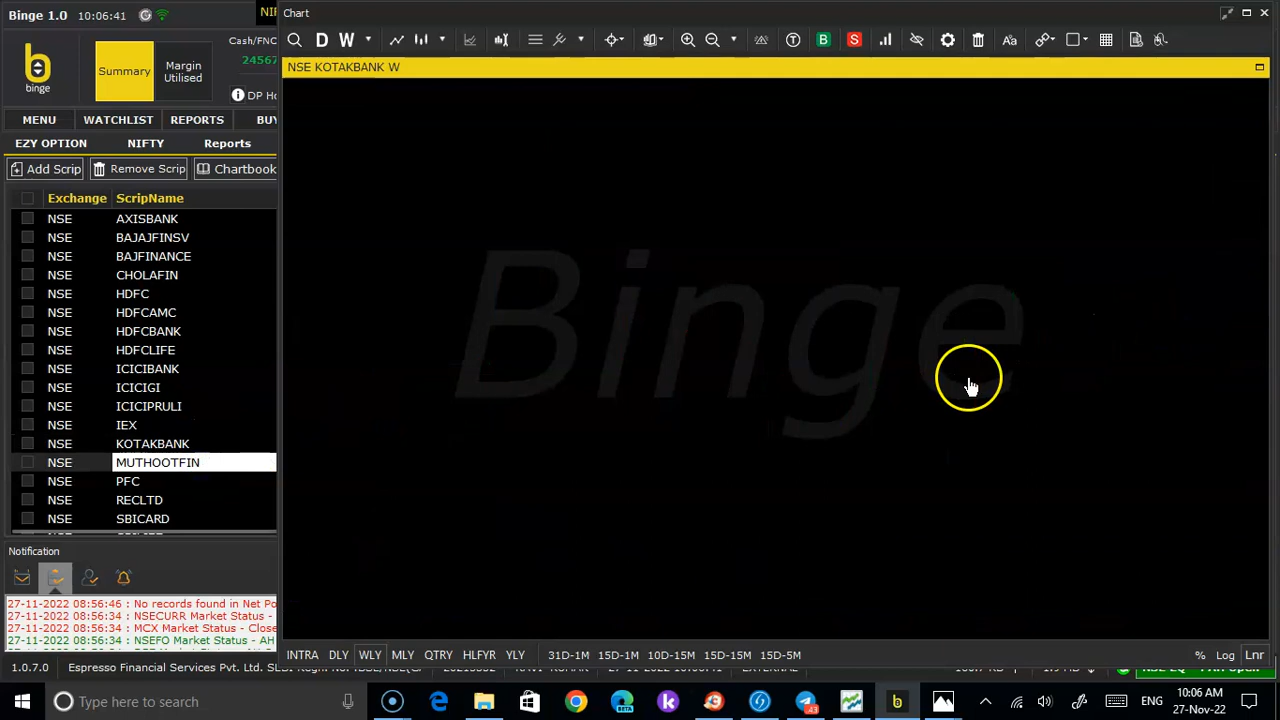 Binge 1.0 10:06:41 NIF
Chart
binge
Summary
Margin
Utilised
Cash/FNC
24567
DP Ho
D W T B S Aa
NSE KOTAKBANK W
MENU WATCHLIST REPORTS BUY
EZY OPTION NIFTY Reports
Add Scrip Remove Scrip Chartbook
Exchange ScripName
NSE AXISBANK
NSE BAJAJFINSV
NSE BAJFINANCE
NSE CHOLAFIN
NSE HDFC
NSE HDFCAMC
NSE HDFCBANK
NSE HDFCLIFE
NSE ICICIBANK
NSE ICICIGI
NSE ICICIPRULI
NSE IEX
NSE KOTAKBANK
NSE MUTHOOTFIN
NSE PFC
NSE RECLTD
NSE SBICARD
Binge
Notification
27-11-2022 08:56:46 : No records found in Net Po
27-11-2022 08:56:34 : NSECURR Market Status -
27-11-2022 08:56:34 : MCX Market Status - Close
27-11-2022 08:56:34 : NSEFO Market Status - AH
INTRA DLY WLY MLY QTRY HLFYR YLY 31D-1M 15D-1M 10D-15M 15D-15M 15D-5M % Log Lnr
1.0.7.0 Espresso Financial Services Pvt. Ltd.
Type here to search
43
ENG
10:06 AM
27-Nov-22